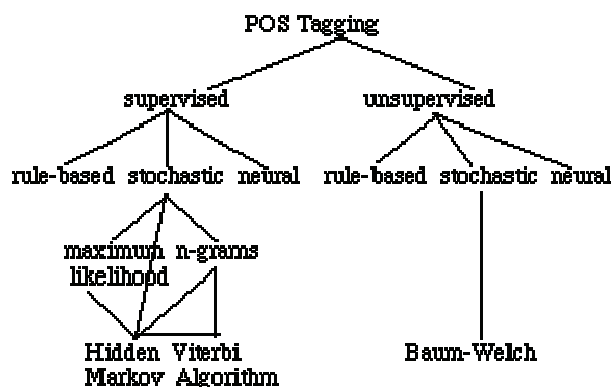 POS Tagging
supervised unsupervised
rule-based stochastic neural rule-based stochastic neural
maximum n-grams
likelihood
Hidden Viterbi Baum-Welch
Markov Algorithm